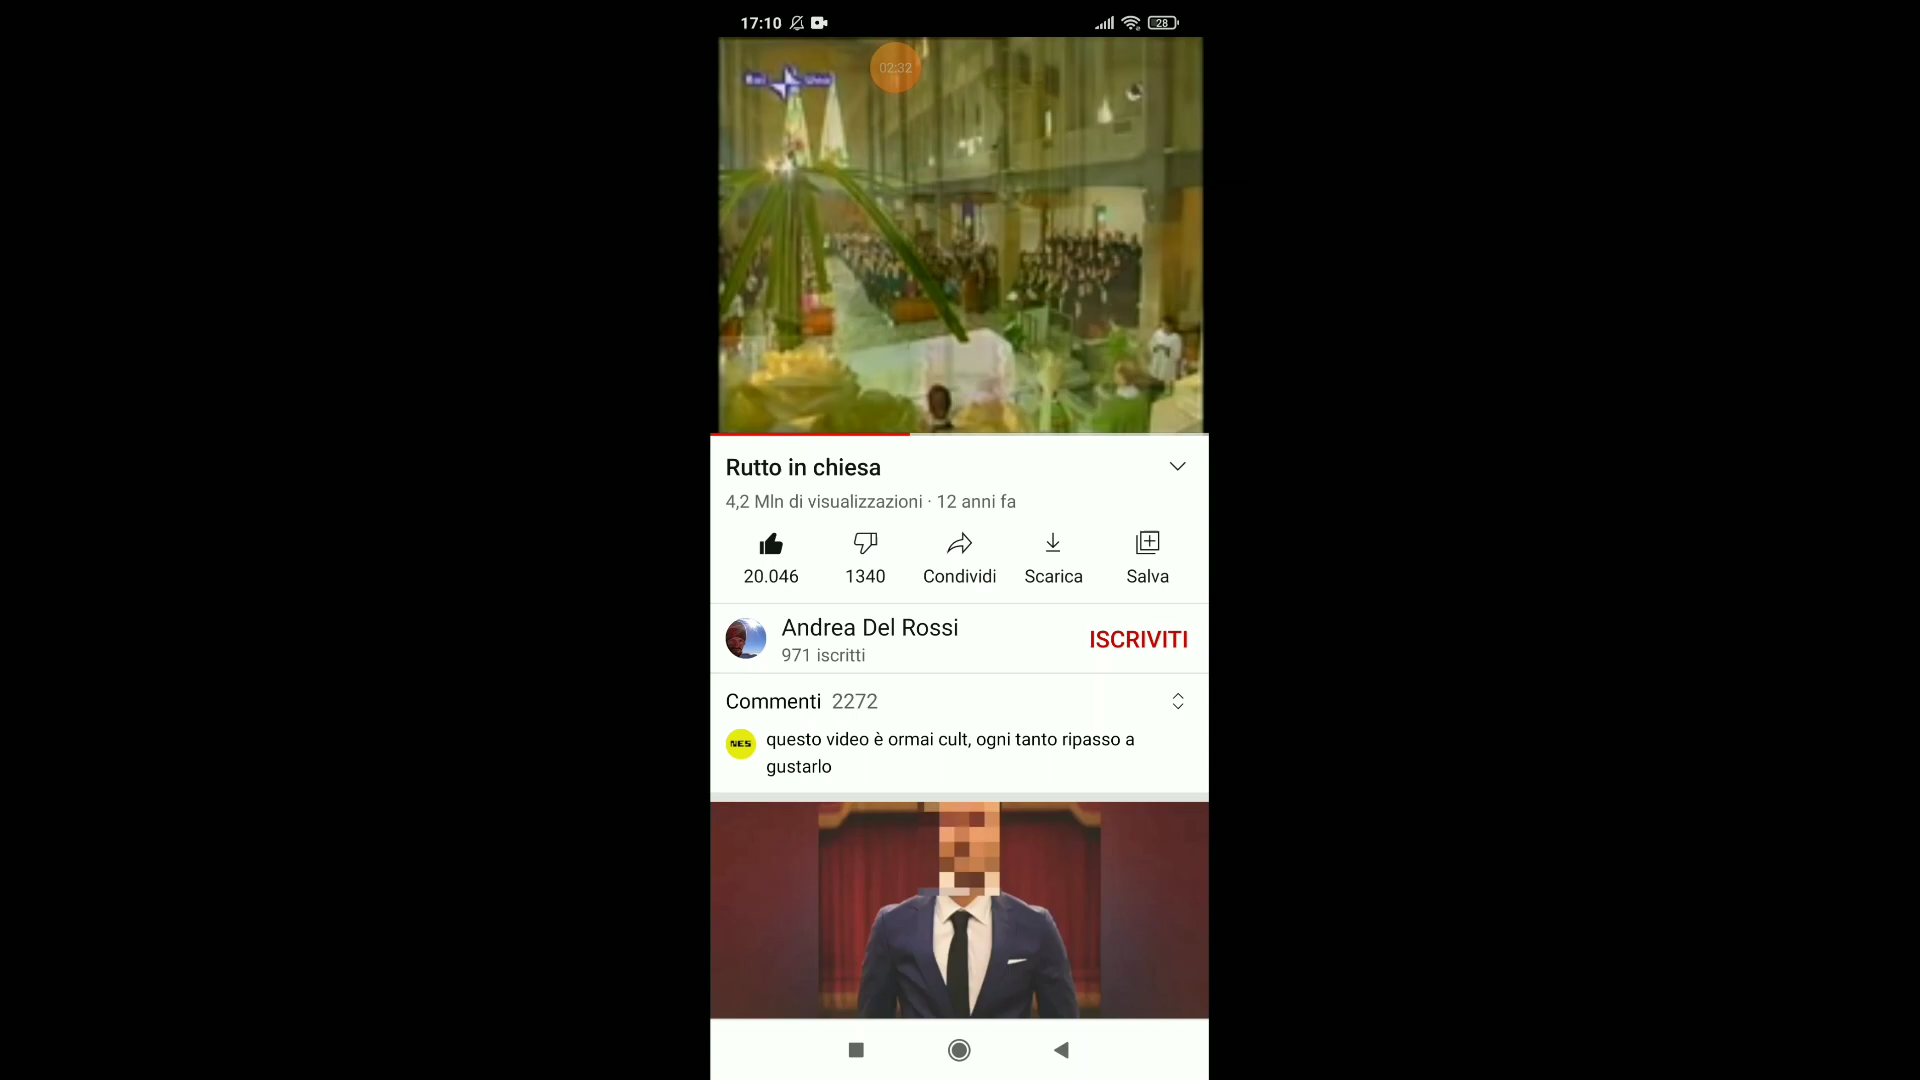 17:10
28
02:32
Rai Uno
Rutto in chiesa
4,2 Mln di visualizzazioni · 12 anni fa
20.046
1340
Condividi
Scarica
Salva
Andrea Del Rossi
971 iscritti
ISCRIVITI
Commenti 2272
NES
questo video è ormai cult, ogni tanto ripasso a
gustarlo